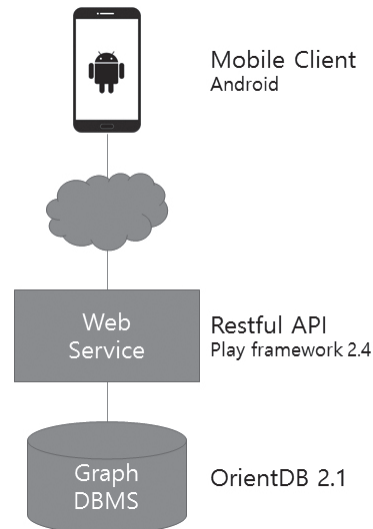 Mobile Client
Android
Web
Service
Restful API
Play framework 2.4
Graph
DBMS
OrientDB 2.1